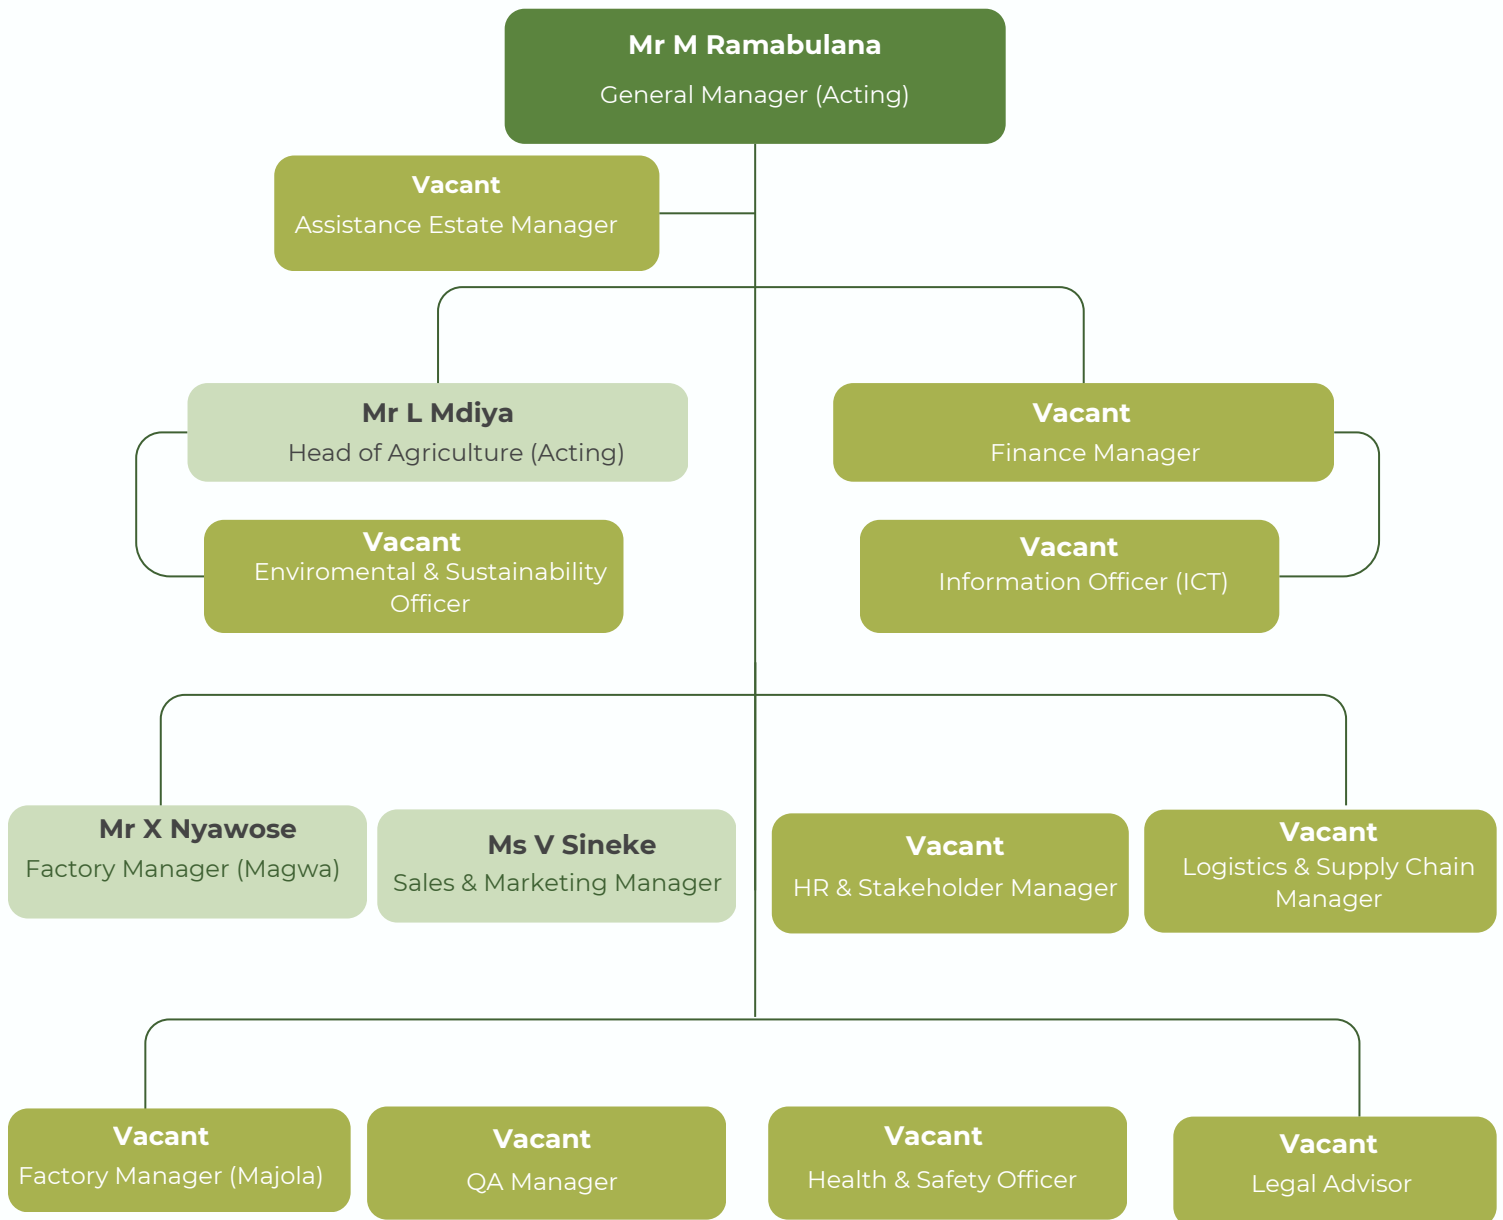 Mr M Ramabulana
General Manager (Acting)
Vacant
Assistance Estate Manager
Mr L Mdiya
Head of Agriculture (Acting)
Vacant
Finance Manager
Vacant
Enviromental & Sustainability
Officer
Vacant
Information Officer (ICT)
Mr X Nyawose
Factory Manager (Magwa)
Ms V Sineke
Sales & Marketing Manager
Vacant
HR & Stakeholder Manager
Vacant
Logistics & Supply Chain
Manager
Vacant
Factory Manager (Majola)
Vacant
QA Manager
Vacant
Health & Safety Officer
Vacant
Legal Advisor